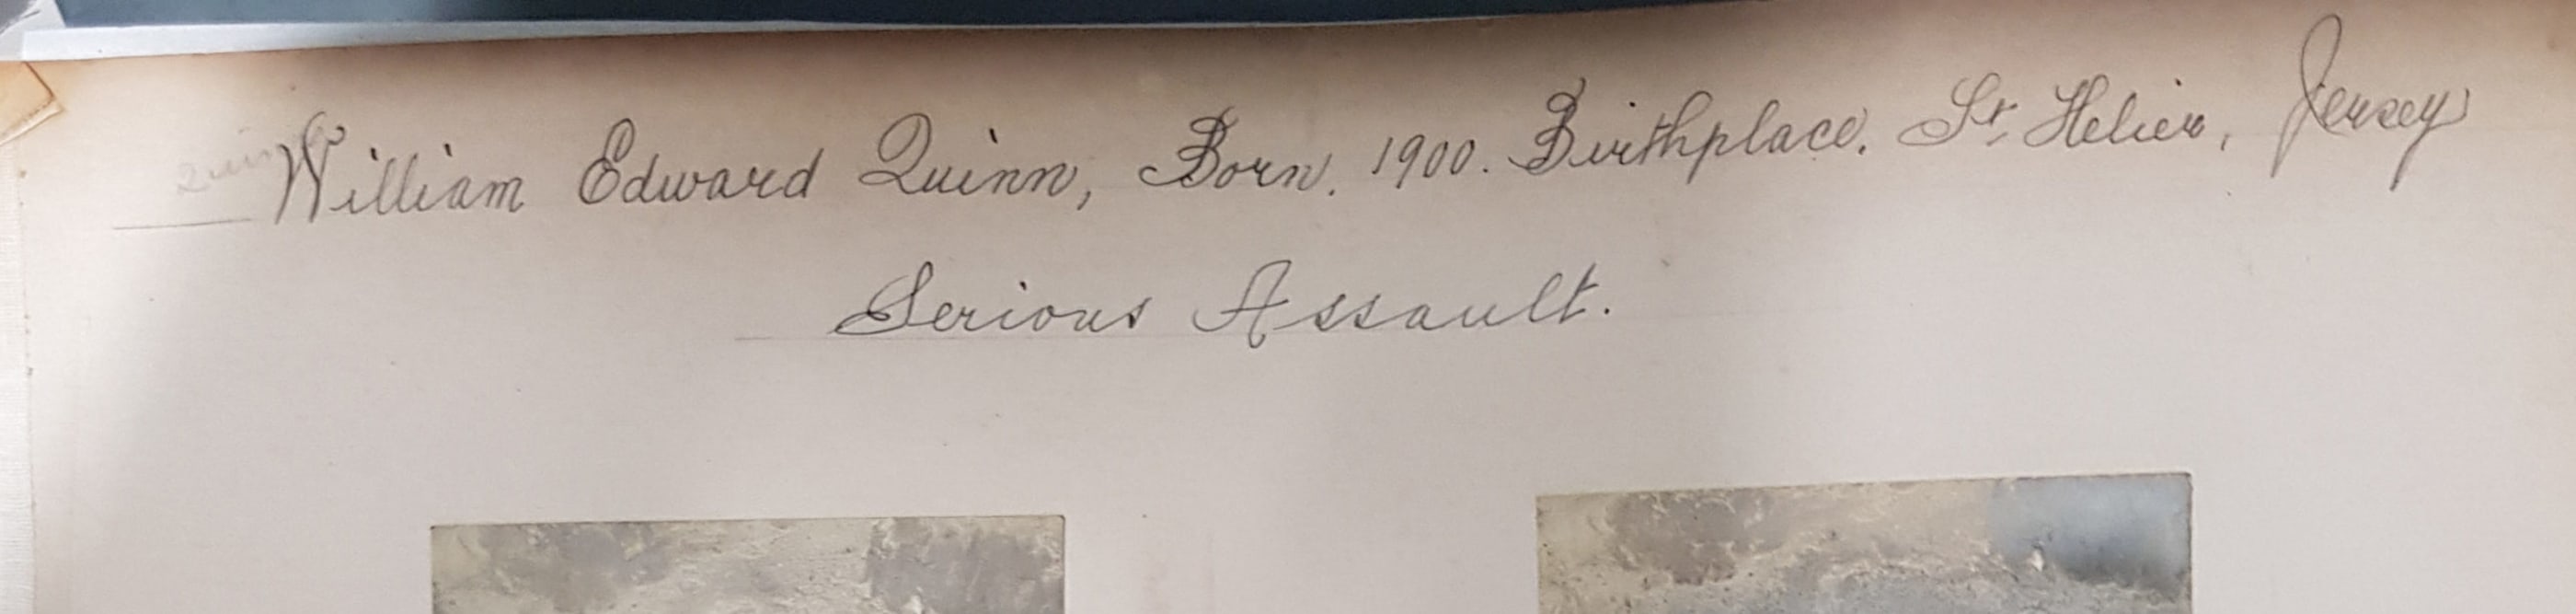 William Edward Quinn, Born. 1900. Birthplace. St Helier, Jersey
Serious Assault.